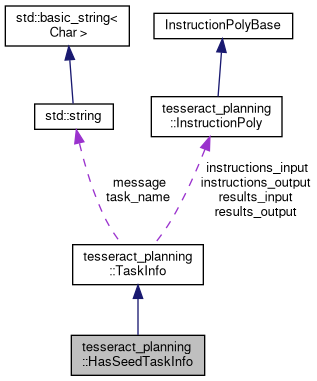 std::basic_string<
Char >
InstructionPolyBase
std::string
tesseract_planning
::InstructionPoly
message
task_name
instructions_input
instructions_output
results_input
results_output
tesseract_planning
::TaskInfo
tesseract_planning
::HasSeedTaskInfo